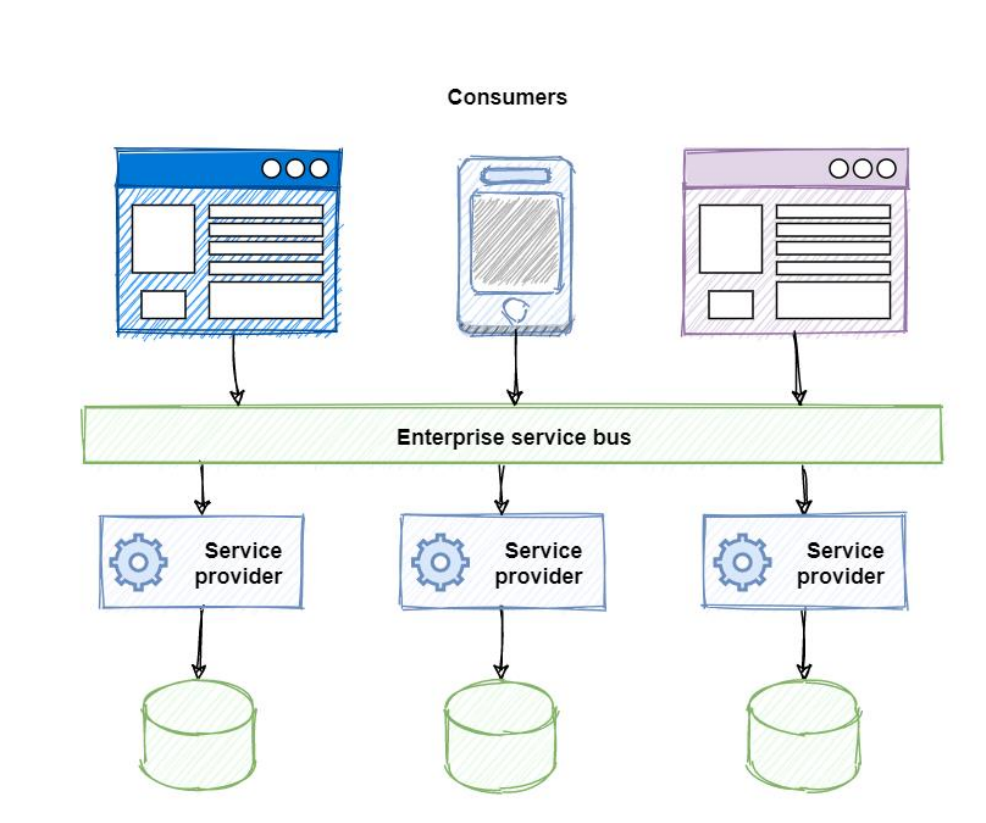 Consumers
Enterprise service bus
Service
provider
Service
provider
Service
provider